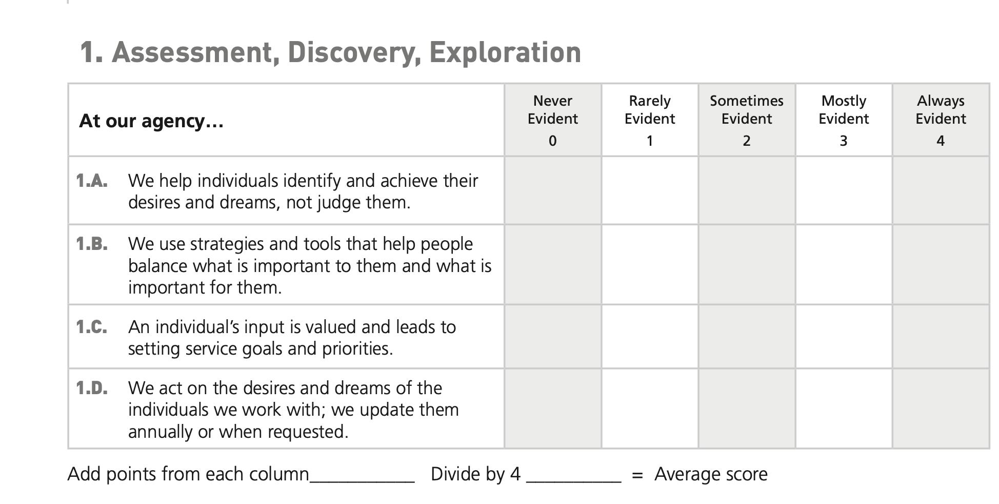 1. Assessment, Discovery, Exploration
At our agency…
Never
Evident
0
Rarely
Evident
1
Sometimes
Evident
2
Mostly
Evident
3
Always
Evident
4
1.A. We help individuals identify and achieve their
desires and dreams, not judge them.
1.B. We use strategies and tools that help people
balance what is important to them and what is
important for them.
1.C. An individual’s input is valued and leads to
setting service goals and priorities.
1.D. We act on the desires and dreams of the
individuals we work with; we update them
annually or when requested.
Add points from each column___________ Divide by 4 __________ = Average score